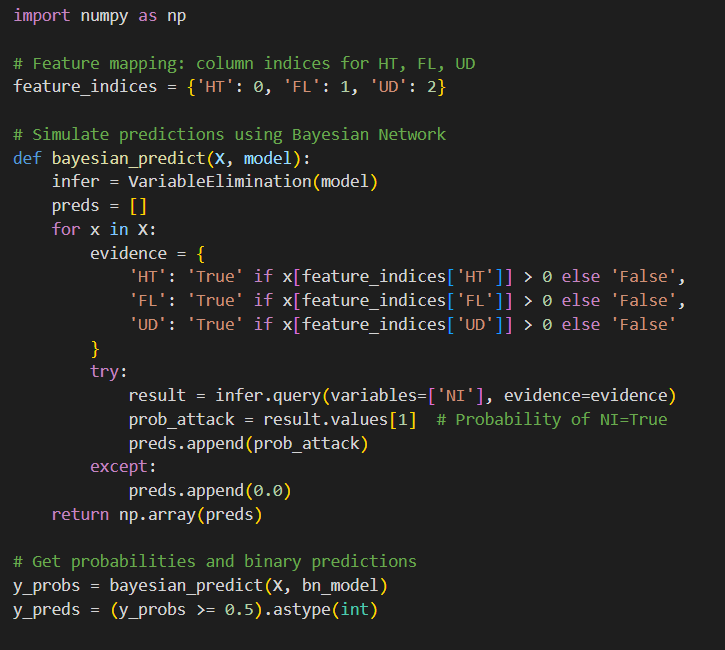 import numpy as np

# Feature mapping: column indices for HT, FL, UD
feature_indices = {'HT': 0, 'FL': 1, 'UD': 2}

# Simulate predictions using Bayesian Network
def bayesian_predict(X, model):
    infer = VariableElimination(model)
    preds = []
    for x in X:
        evidence = {
            'HT': 'True' if x[feature_indices['HT']] > 0 else 'False',
            'FL': 'True' if x[feature_indices['FL']] > 0 else 'False',
            'UD': 'True' if x[feature_indices['UD']] > 0 else 'False'
        }
        try:
            result = infer.query(variables=['NI'], evidence=evidence)
            prob_attack = result.values[1]  # Probability of NI=True
            preds.append(prob_attack)
        except:
            preds.append(0.0)
    return np.array(preds)

# Get probabilities and binary predictions
y_probs = bayesian_predict(X, bn_model)
y_preds = (y_probs >= 0.5).astype(int)